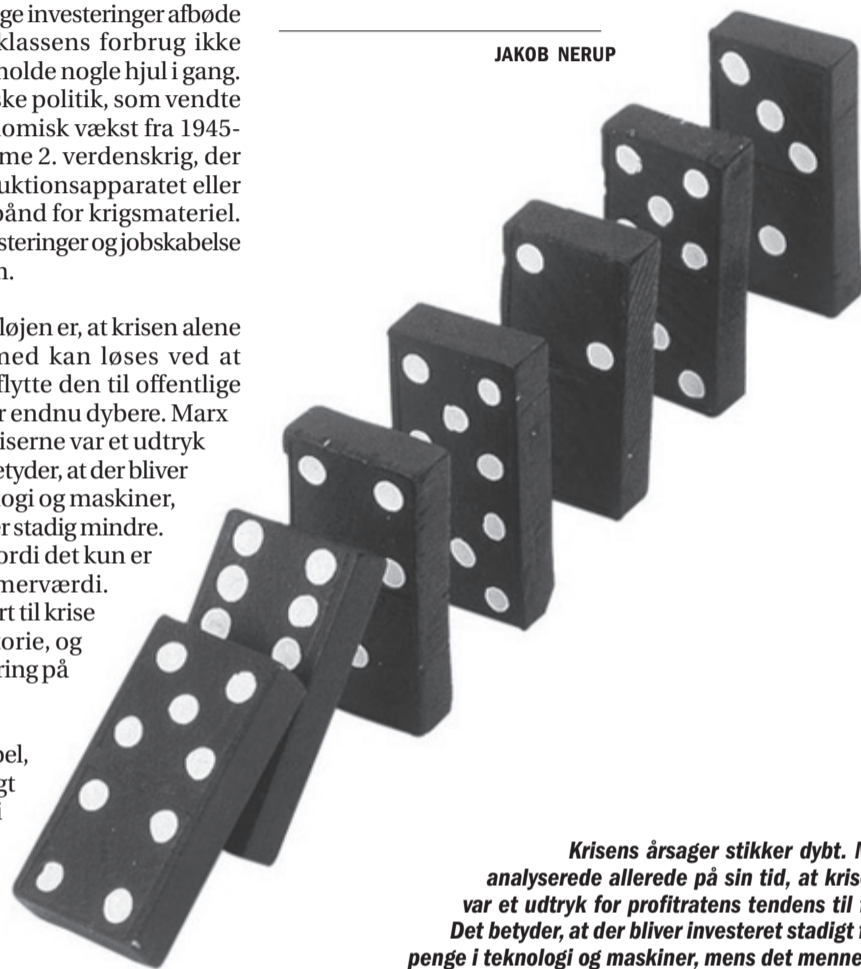 ge investeringer afbøde
klassens forbrug ikke
holde nogle hjul i gang.
ske politik, som vendte
omisk vækst fra 1945-
me 2. verdenskrig, der
uktionsapparatet eller
bånd for krigsmateriel.
steringer og jobskabelse
n.
løjen er, at krisen alene
med kan løses ved at
flytte den til offentlige
r endnu dybere. Marx
iserne var et udtryk
etyder, at der bliver
logi og maskiner,
er stadig mindre.
ordi det kun er
merværdi.
rt til krise
torie, og
ring på
pel,
gt
i
JAKOB NERUP
Krisens årsager stikker dybt. M
analyserede allerede på sin tid, at krise
var et udtryk for profitratens tendens til f
Det betyder, at der bliver investeret stadigt f
penge i teknologi og maskiner, mens det menne